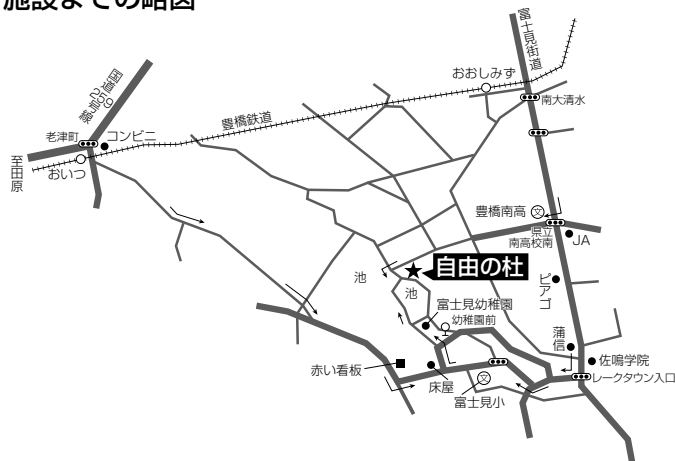 施設までの略図
富士見街道
おおしみず
南大清水
国道259号線
豊橋鉄道
老津町
コンビニ
至田原
おいつ
豊橋南高
文
県立
南高校南
JA
ピアゴ
池
池
自由の杜
富士見幼稚園
幼稚園前
蒲信
佐鳴学院
レークタウン入口
赤い看板
床屋
文
富士見小